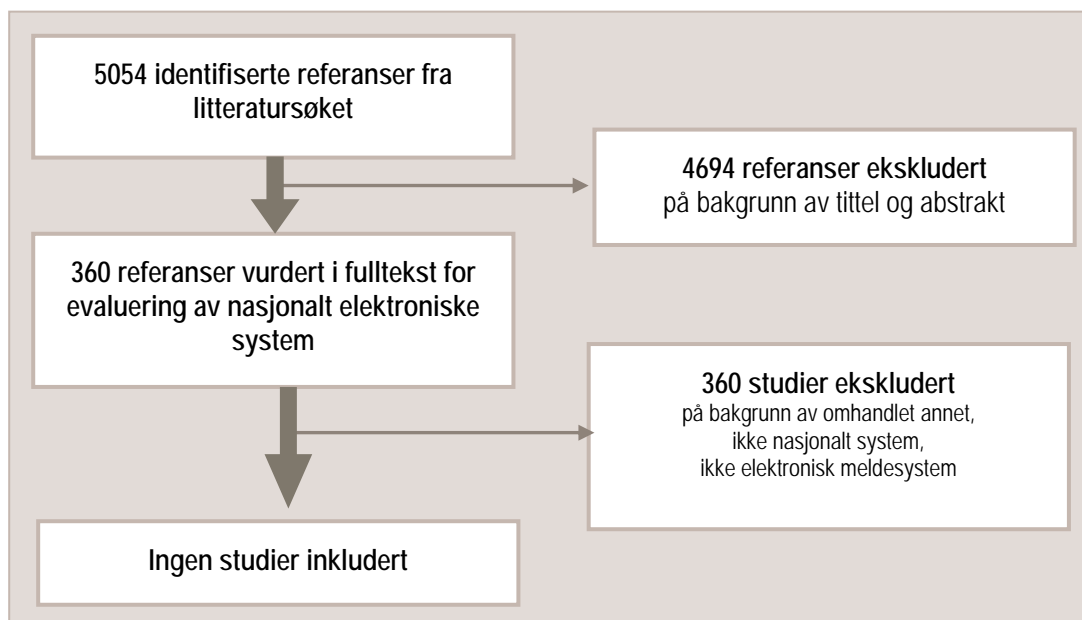 5054 identifiserte referanser fra
litteratursøket
4694 referanser ekskludert
på bakgrunn av tittel og abstrakt
360 referanser vurdert i fulltekst for
evaluering av nasjonalt elektroniske
system
360 studier ekskludert
på bakgrunn av omhandlet annet,
ikke nasjonalt system,
ikke elektronisk meldesystem
Ingen studier inkludert